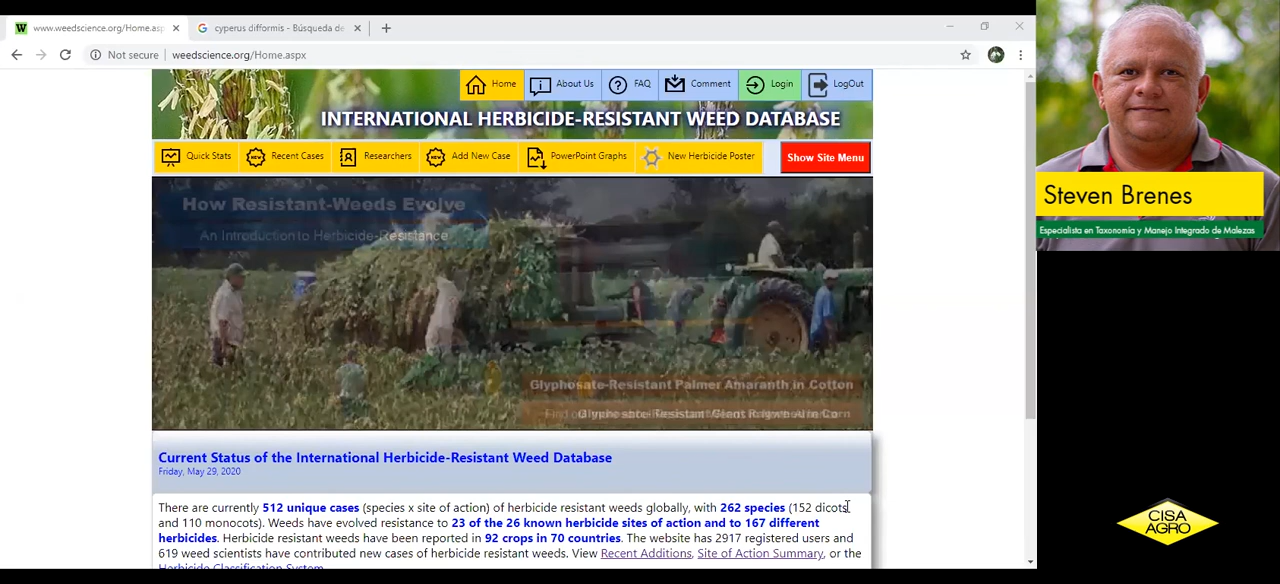 www.weedscience.org/Home.asp
cyperus difformis - Búsqueda de
Not secure weedscience.org/Home.aspx
Home About Us FAQ Comment Login LogOut
INTERNATIONAL HERBICIDE-RESISTANT WEED DATABASE
Quick Stats Recent Cases Researchers Add New Case PowerPoint Graphs New Herbicide Poster Show Site Menu
How Resistant-Weeds Evolve
An Introduction to Herbicide-Resistance
Glyphosate-Resistant Palmer Amaranth in Cotton
Current Status of the International Herbicide-Resistant Weed Database
Friday, May 29, 2020
There are currently 512 unique cases (species x site of action) of herbicide resistant weeds globally, with 262 species (152 dicots
and 110 monocots). Weeds have evolved resistance to 23 of the 26 known herbicide sites of action and to 167 different
herbicides. Herbicide resistant weeds have been reported in 92 crops in 70 countries. The website has 2917 registered users and
619 weed scientists have contributed new cases of herbicide resistant weeds. View Recent Additions, Site of Action Summary, or the
Herbicide Classification System
Steven Brenes
Especialista en Taxonomía y Manejo Integrado de Malezas
CISA
AGRO